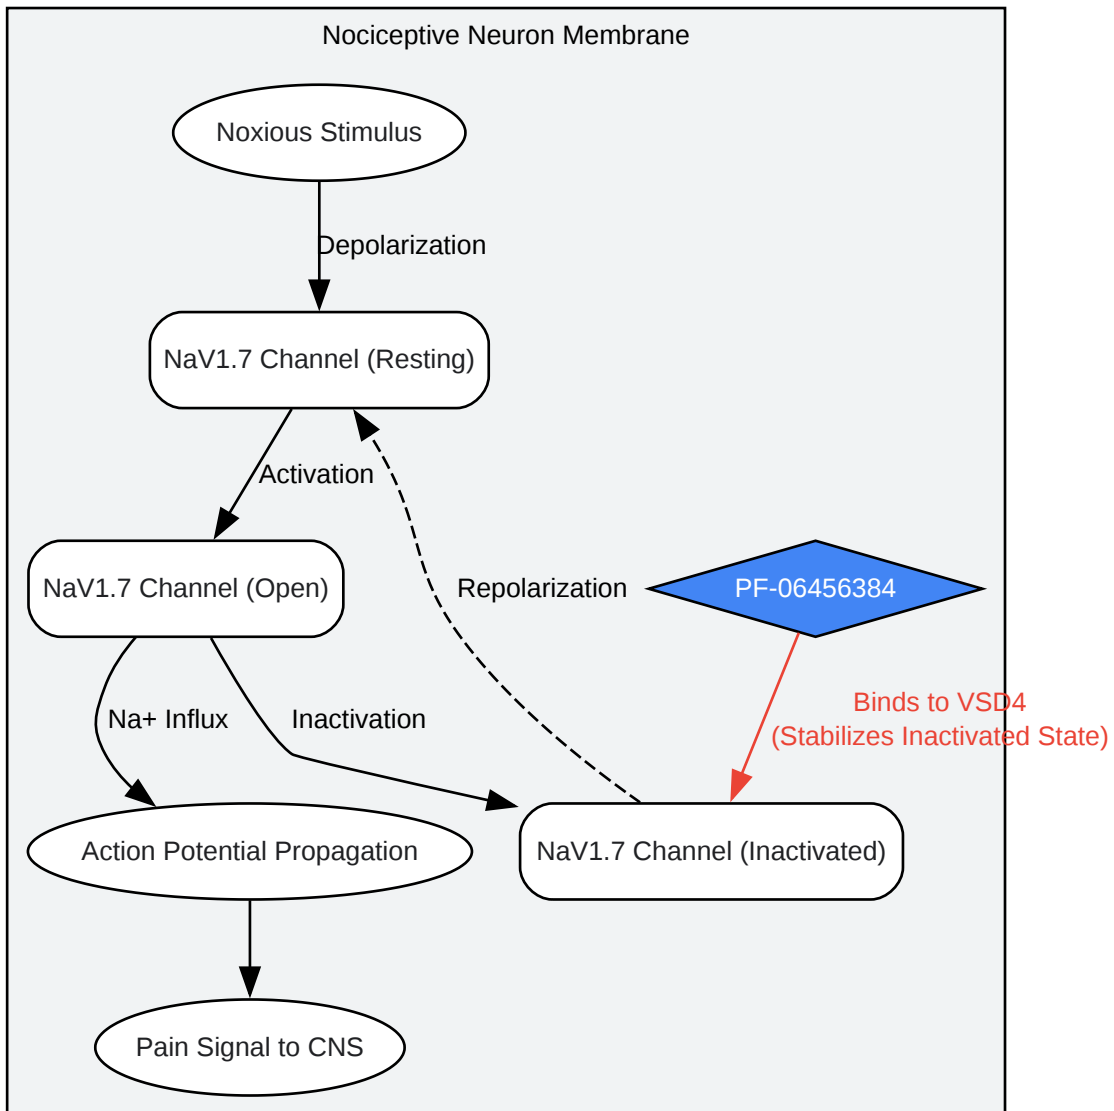 Nociceptive Neuron Membrane
Noxious Stimulus
Depolarization
NaV1.7 Channel (Resting)
Activation
NaV1.7 Channel (Open)
Repolarization
PF-06456384
Na+ Influx
Inactivation
Binds to VSD4
(Stabilizes Inactivated State)
Action Potential Propagation
NaV1.7 Channel (Inactivated)
Pain Signal to CNS